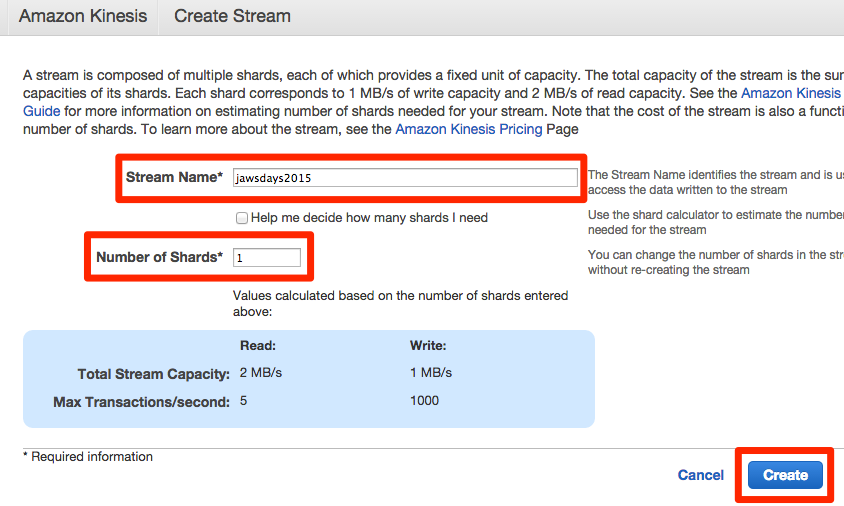 Amazon Kinesis Create Stream
A stream is composed of multiple shards, each of which provides a fixed unit of capacity. The total capacity of the stream is the
capacities of its shards. Each shard corresponds to 1 MB/s of write capacity and 2 MB/s of read capacity. See the Amazon Kinesis
Guide for more information on estimating number of shards needed for your stream. Note that the cost of the stream is also a
number of shards. To learn more about the stream, see the Amazon Kinesis Pricing Page
Stream Name* jawsdays2015
The Stream Name identifies the stream and is
access the data written to the stream
Help me decide how many shards I need
Use the shard calculator to estimate the number
needed for the stream
Number of Shards* 1
You can change the number of shards in the
without re-creating the stream
Values calculated based on the number of shards entered
above:
Read: Write:
Total Stream Capacity: 2 MB/s 1 MB/s
Max Transactions/second: 5 1000
* Required information
Cancel Create